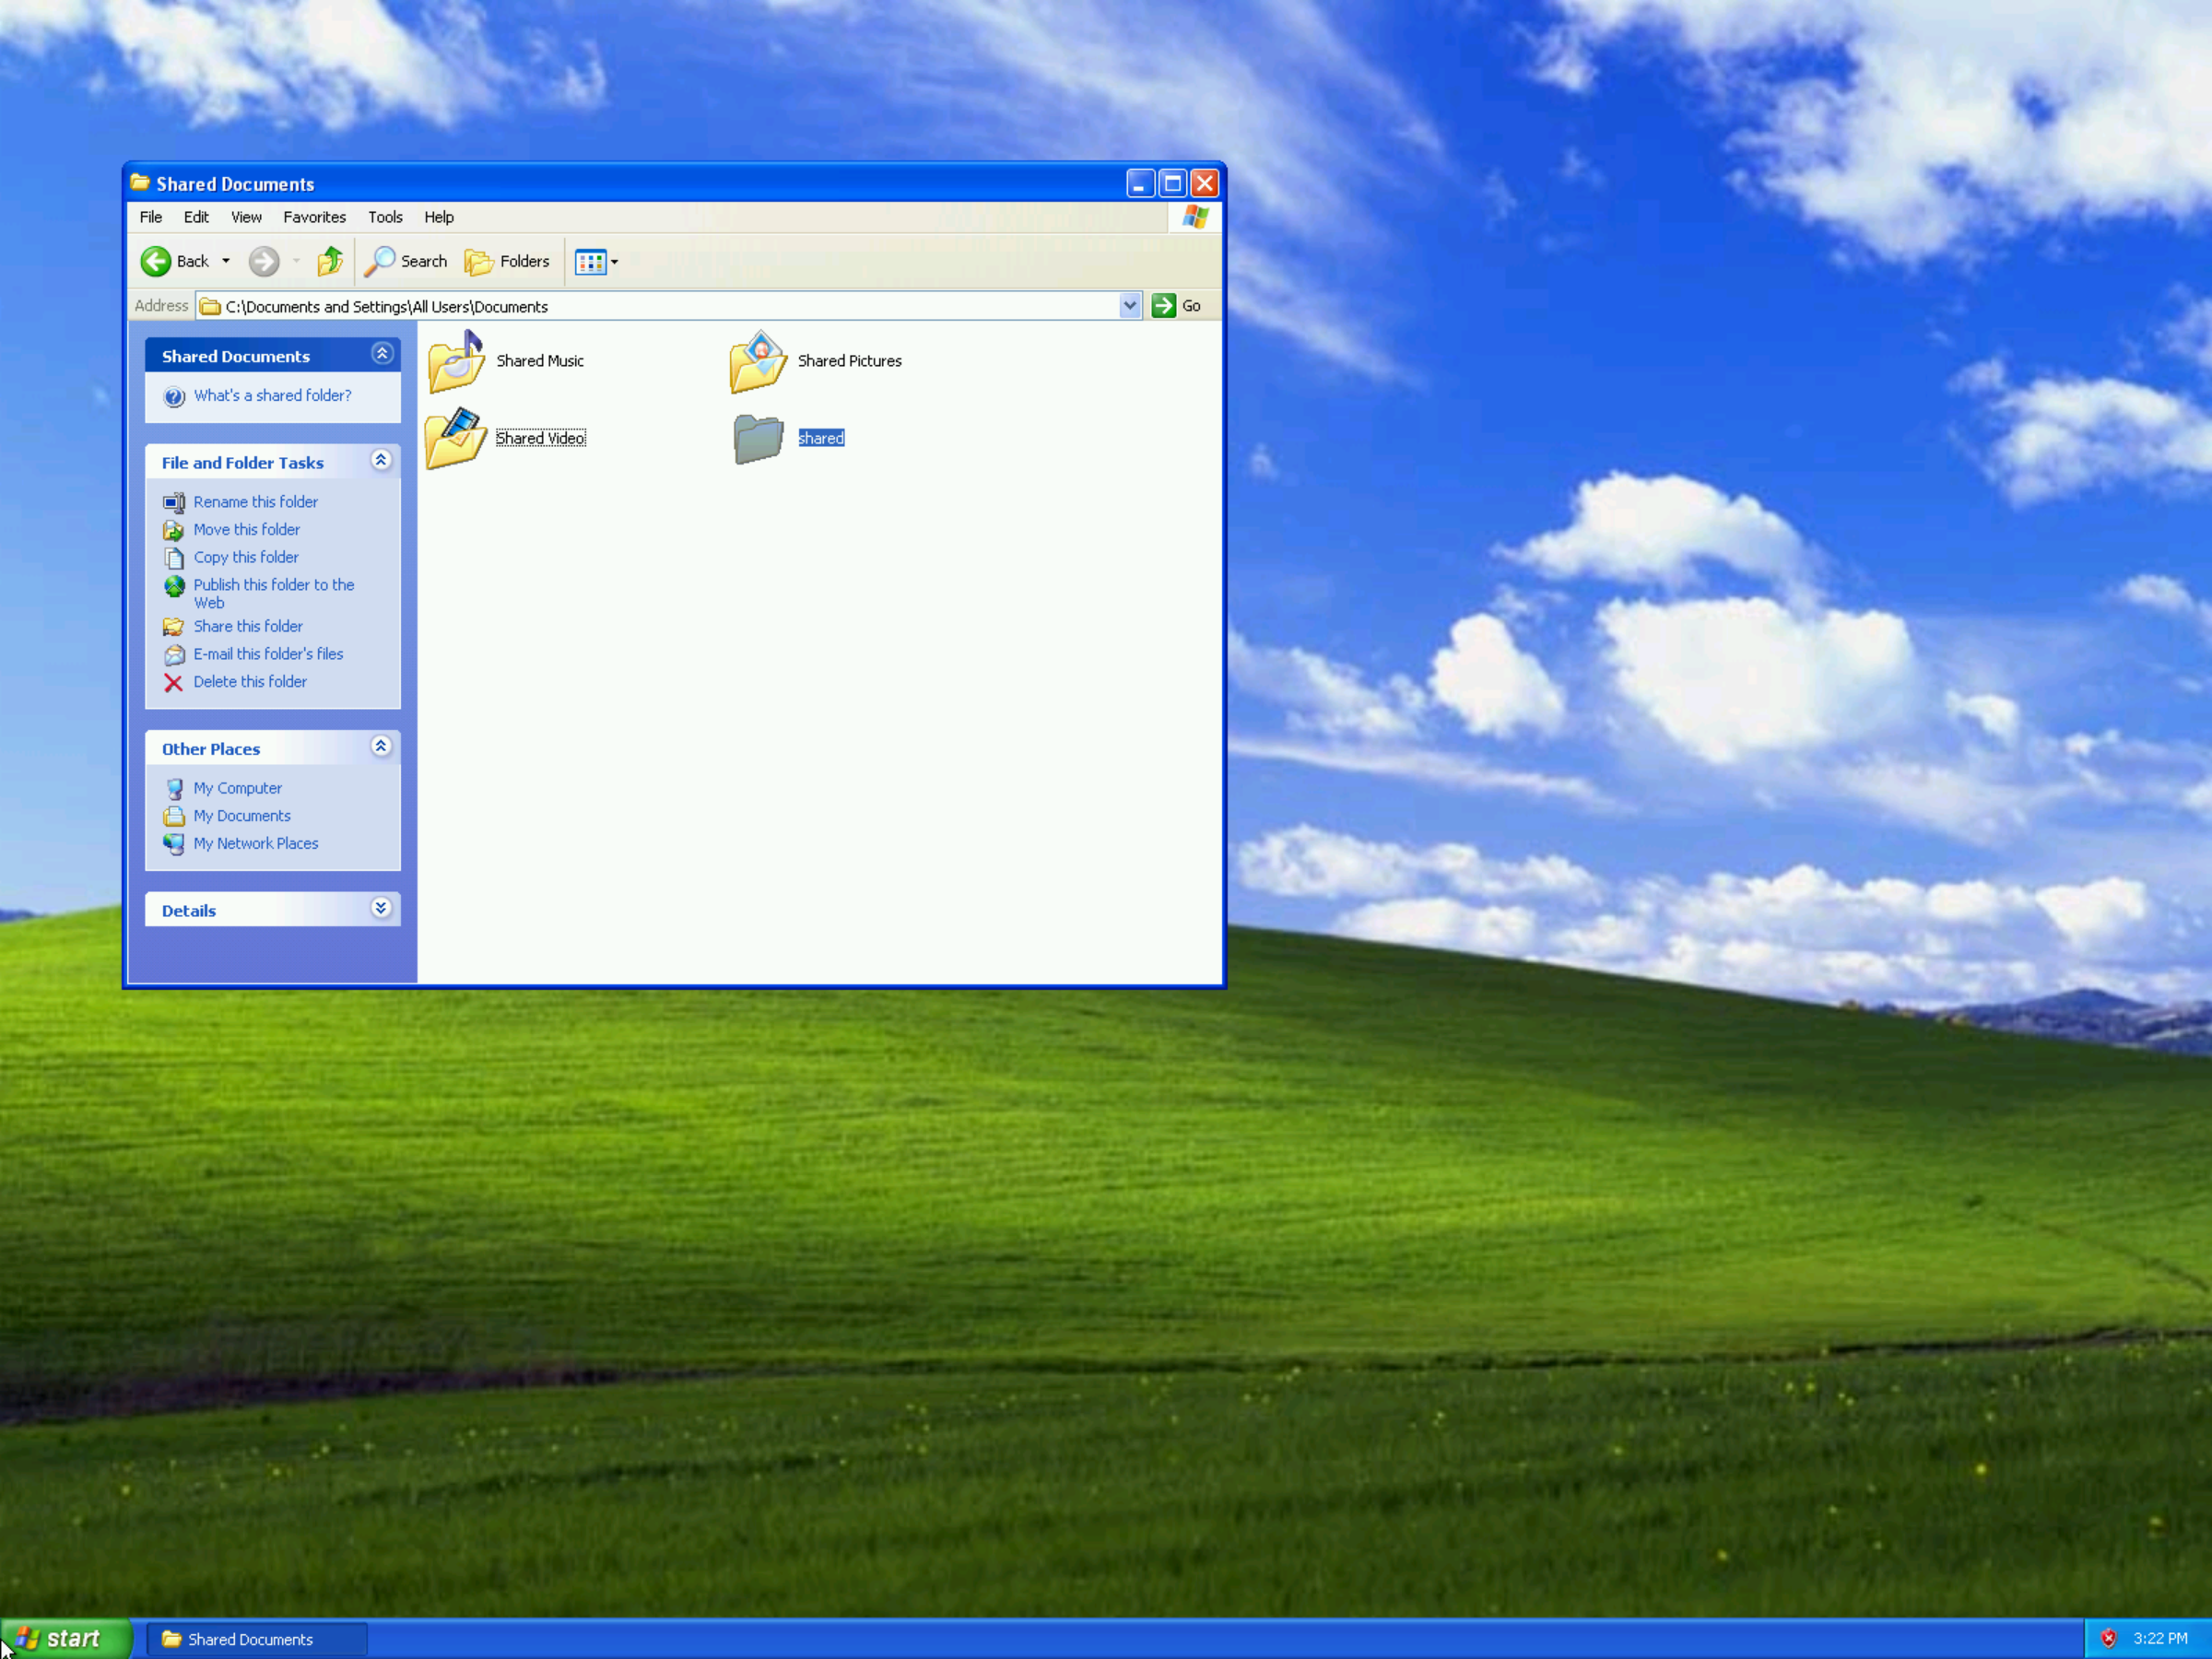 Shared Documents
File Edit View Favorites Tools Help
Back Search Folders
Address C:\Documents and Settings\All Users\Documents Go
Shared Documents
What's a shared folder?
File and Folder Tasks
Rename this folder
Move this folder
Copy this folder
Publish this folder to the
Web
Share this folder
E-mail this folder's files
Delete this folder
Other Places
My Computer
My Documents
My Network Places
Details
Shared Music Shared Pictures
Shared Video shared
start Shared Documents 3:22 PM